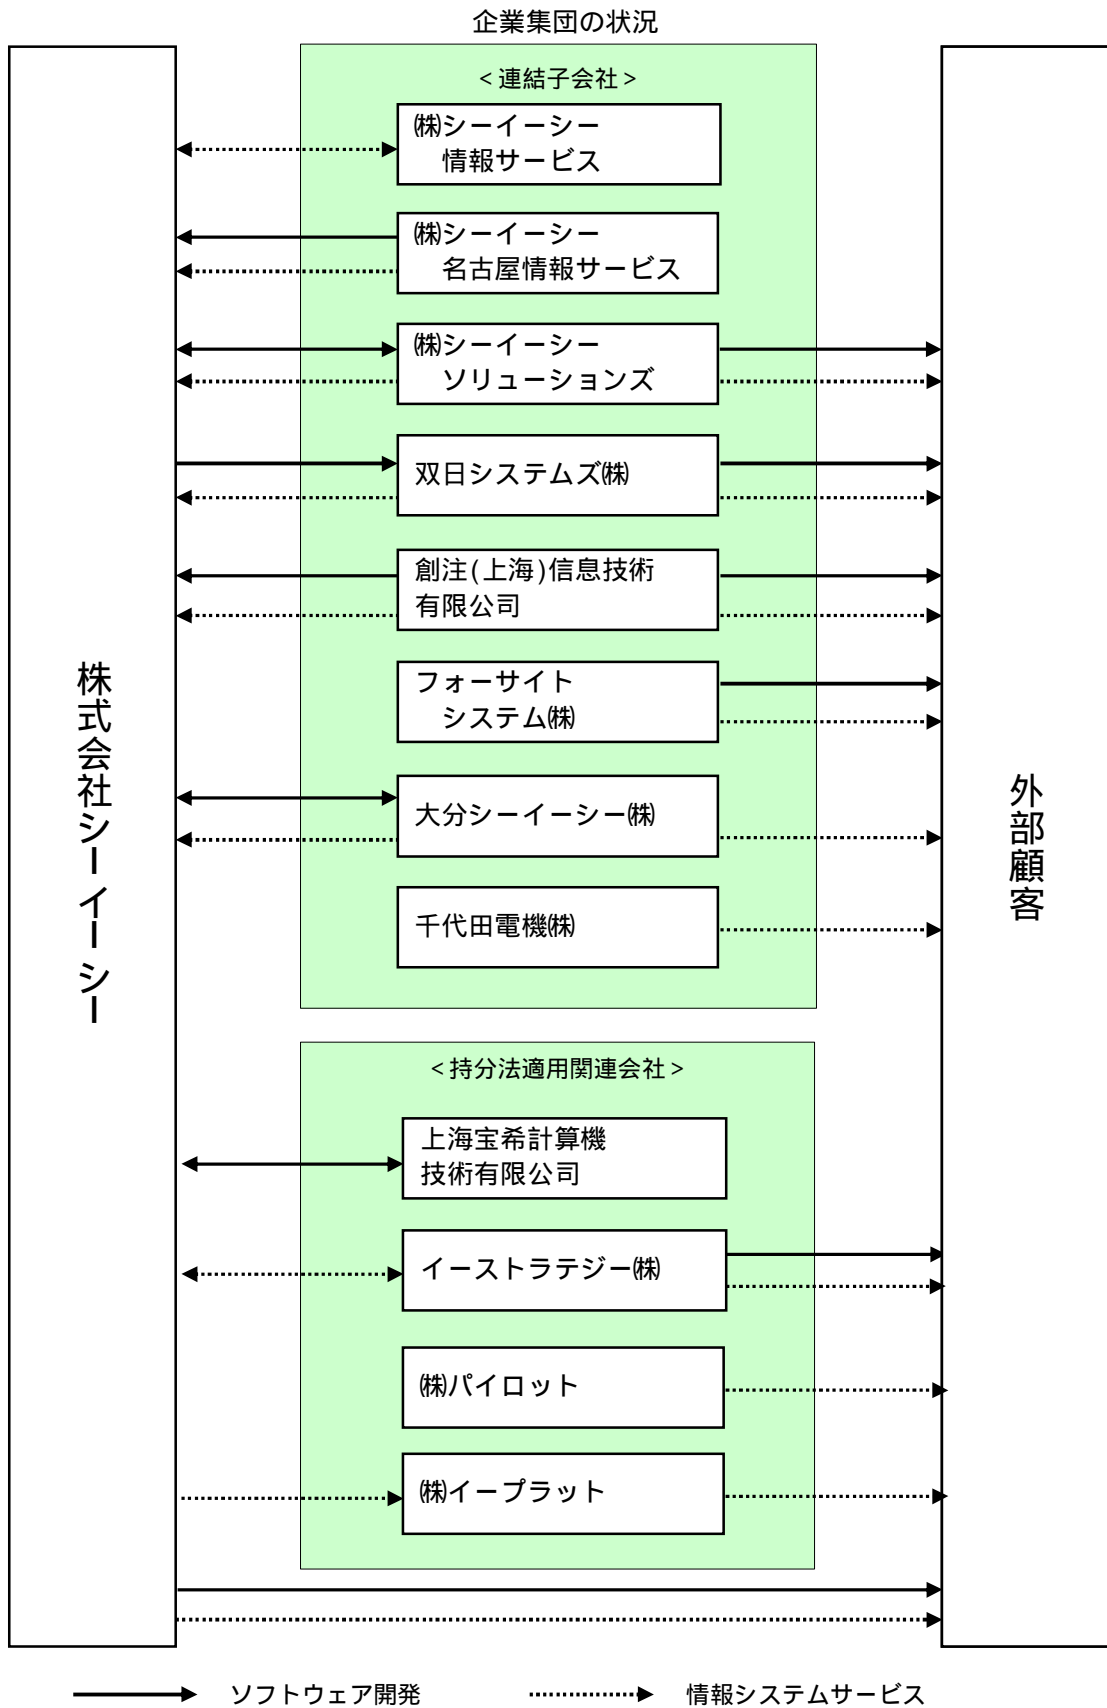 企業集団の状況
<連結子会社>
㈱シーイーシー
情報サービス
㈱シーイーシー
名古屋情報サービス
㈱シーイーシー
ソリューションズ
双日システムズ㈱
創注(上海)信息技術
有限公司
フォーサイト
システム㈱
大分シーイーシー㈱
千代田電機㈱
株式会社シーイーシー
外部顧客
<持分法適用関連会社>
上海宝希計算機
技術有限公司
イーストラテジー㈱
㈱パイロット
㈱イープラット
ソフトウェア開発
情報システムサービス